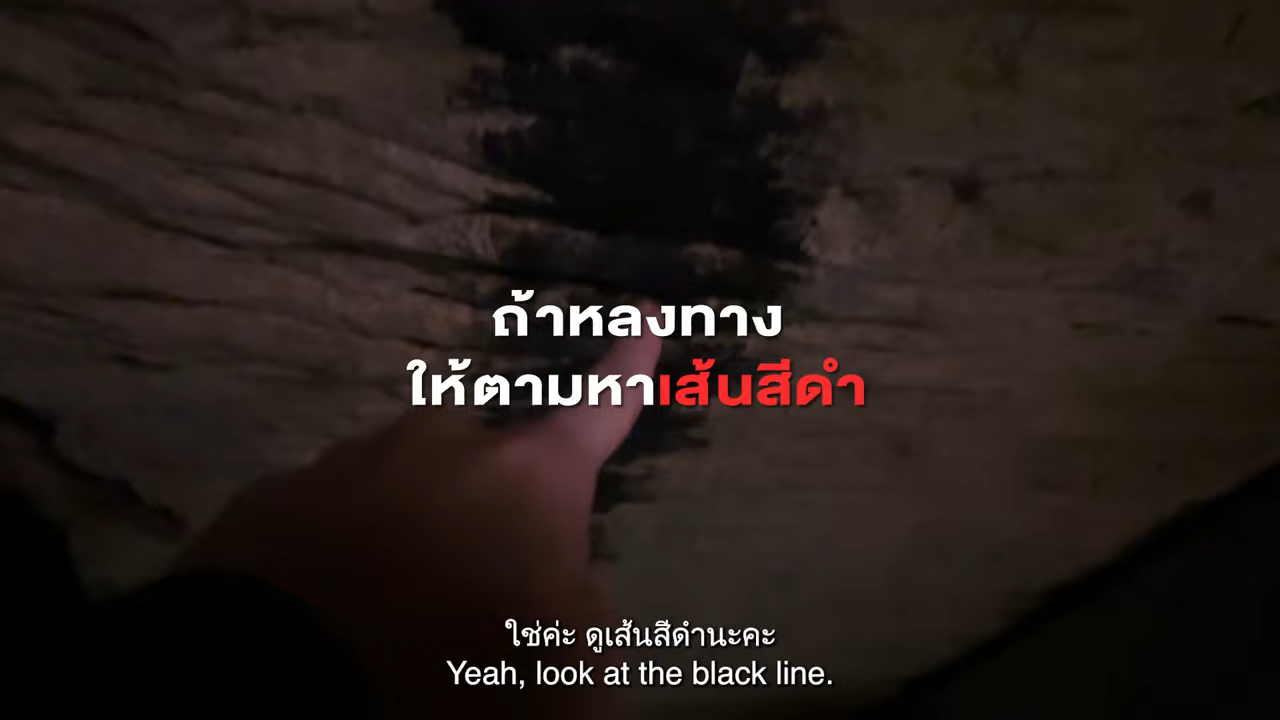 ถ้าหลงทาง
ให้ตามหาเส้นสีดำ
ใช่ค่ะ ดูเส้นสีดำนะคะ
Yeah, look at the black line.